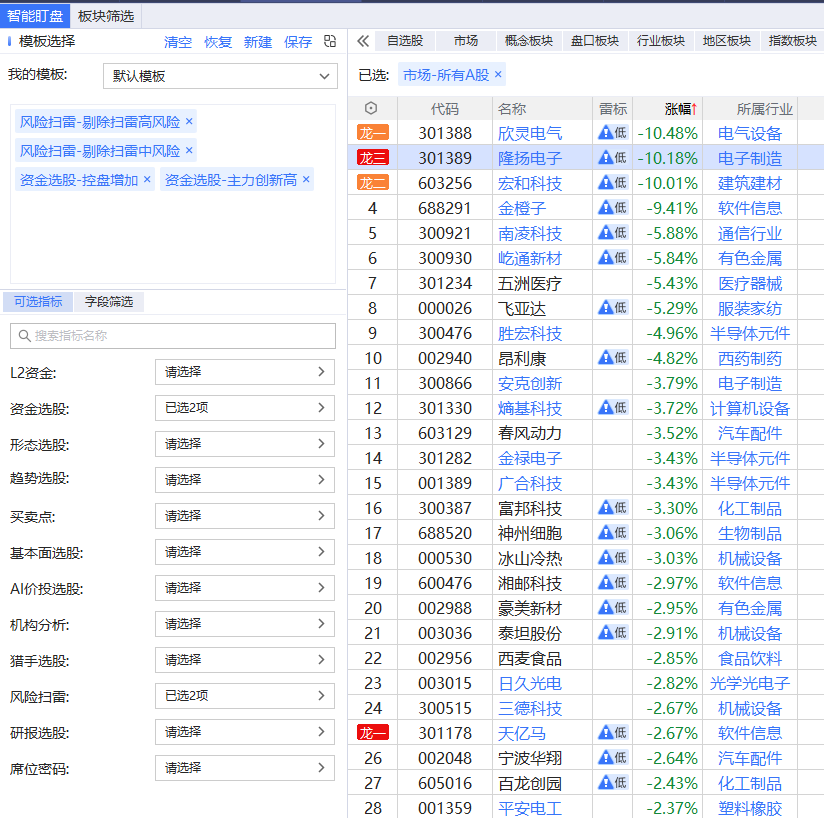 智能盯盘 板块筛选
模板选择 清空 恢复 新建 保存
我的模板: 默认模板
风险扫雷-剔除扫雷高风险 ×
风险扫雷-剔除扫雷中风险 ×
资金选股-控盘增加 × 资金选股-主力创新高 ×
可选指标 字段筛选
搜索指标名称
L2资金: 请选择
资金选股: 已选2项
形态选股: 请选择
趋势选股: 请选择
买卖点: 请选择
基本面选股: 请选择
AI价投选股: 请选择
机构分析: 请选择
猎手选股: 请选择
风险扫雷: 已选2项
研报选股: 请选择
席位密码: 请选择
自选股 市场 概念板块 盘口板块 行业板块 地区板块 指数板块
已选: 市场-所有A股 ×
代码 名称 雷标 涨幅↑ 所属行业
龙一 301388 欣灵电气 低 -10.48% 电气设备
龙三 301389 隆扬电子 低 -10.18% 电子制造
龙二 603256 宏和科技 低 -10.01% 建筑建材
4 688291 金橙子 低 -9.41% 软件信息
5 300921 南凌科技 低 -5.88% 通信行业
6 300930 屹通新材 低 -5.84% 有色金属
7 301234 五洲医疗 -5.43% 医疗器械
8 000026 飞亚达 低 -5.29% 服装家纺
9 300476 胜宏科技 -4.96% 半导体元件
10 002940 昂利康 低 -4.82% 西药制药
11 300866 安克创新 -3.79% 电子制造
12 301330 熵基科技 低 -3.72% 计算机设备
13 603129 春风动力 -3.52% 汽车配件
14 301282 金禄电子 -3.43% 半导体元件
15 001389 广合科技 -3.43% 半导体元件
16 300387 富邦科技 低 -3.30% 化工制品
17 688520 神州细胞 低 -3.06% 生物制品
18 000530 冰山冷热 低 -3.03% 机械设备
19 600476 湘邮科技 低 -2.97% 软件信息
20 002988 豪美新材 低 -2.95% 有色金属
21 003036 泰坦股份 低 -2.91% 机械设备
22 002956 西麦食品 -2.85% 食品饮料
23 003015 日久光电 -2.82% 光学光电子
24 300515 三德科技 -2.67% 机械设备
龙一 301178 天亿马 低 -2.67% 软件信息
26 002048 宁波华翔 低 -2.64% 汽车配件
27 605016 百龙创园 低 -2.43% 化工制品
28 001359 平安电工 -2.37% 塑料橡胶